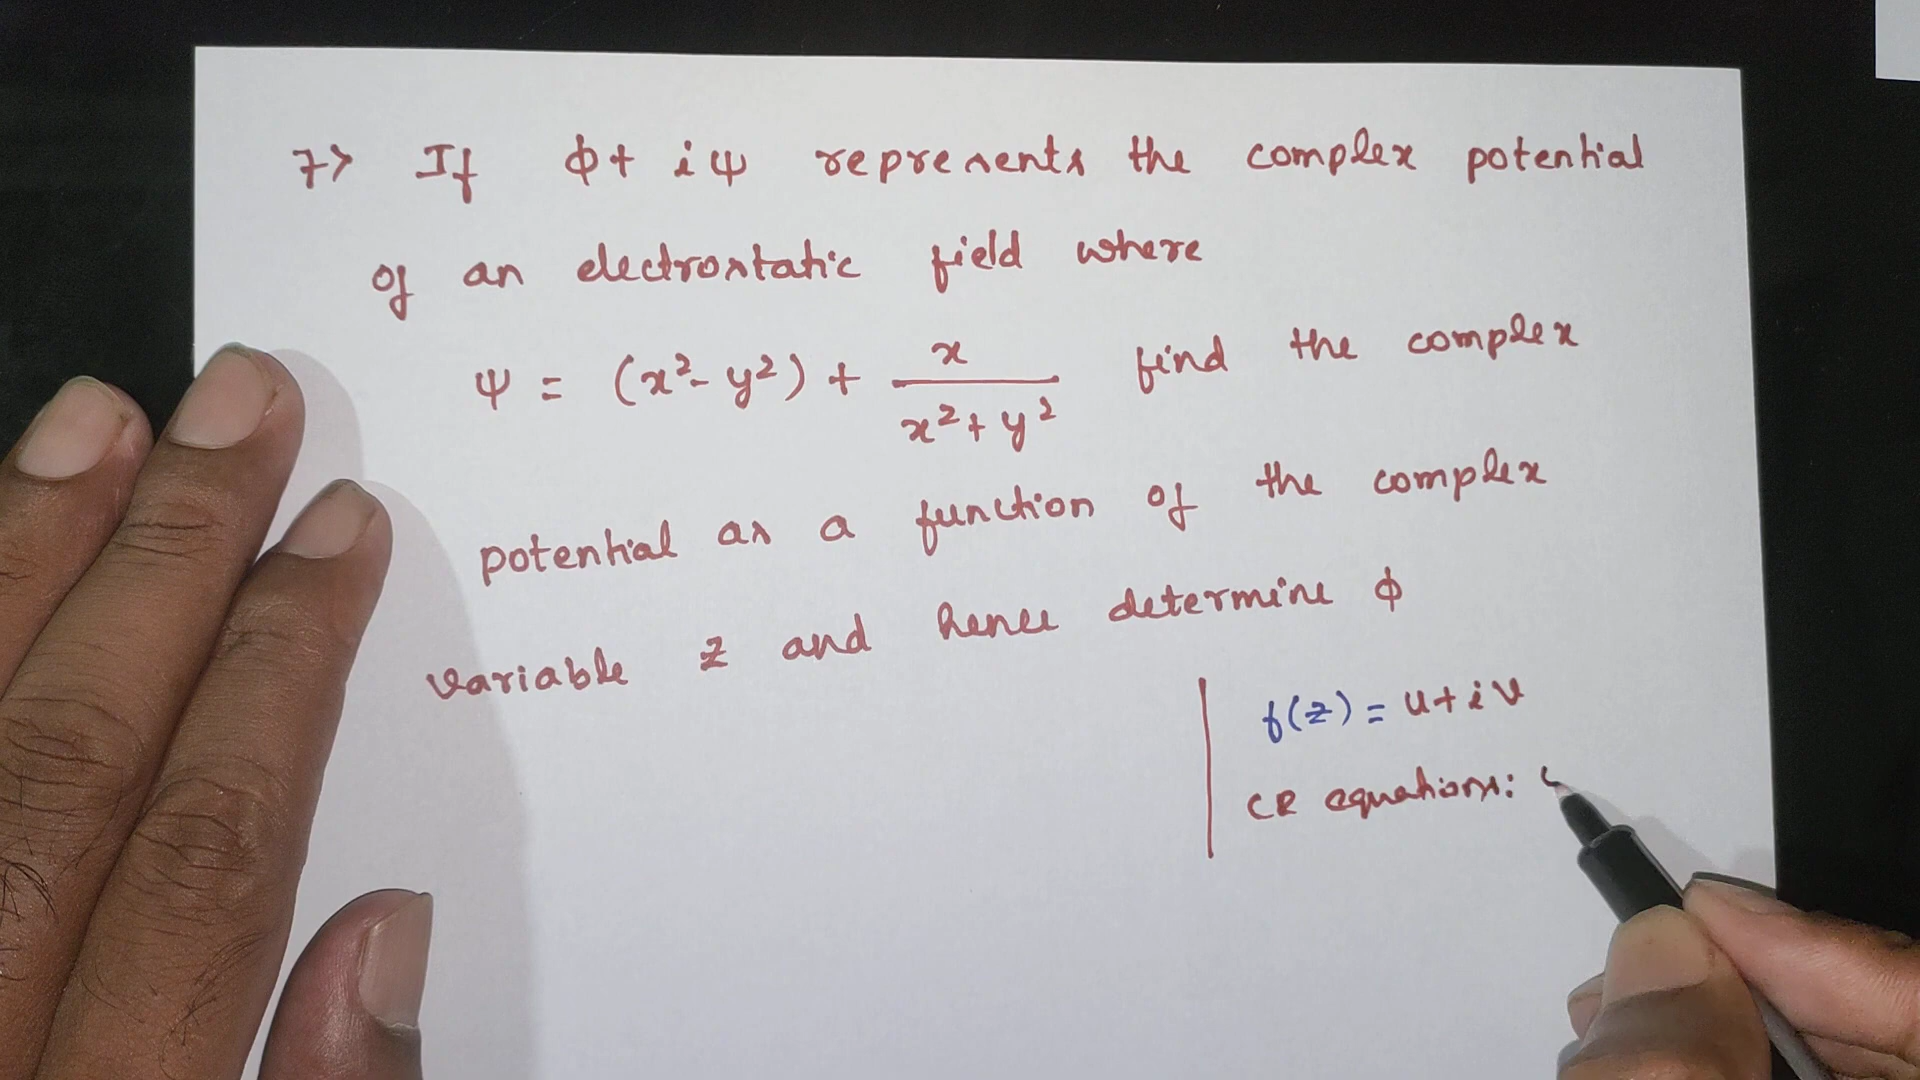 7> If ϕ + iψ represents the complex potential
of an electrostatic field where
ψ = (x² - y²) + x / (x² + y²) find the complex
potential as a function of the complex
variable z and hence determine ϕ
f(z) = u + iv
CR equations: